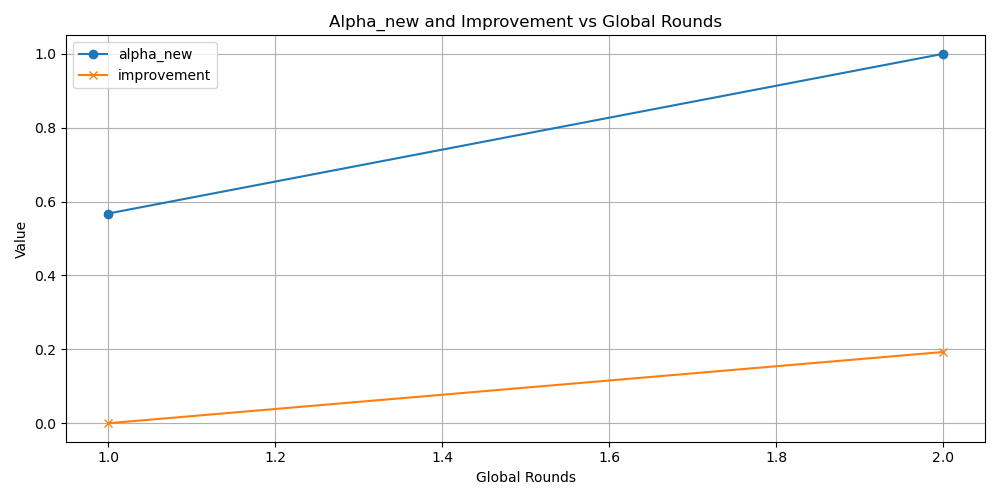 Alpha_new and Improvement vs Global Rounds
alpha_new
improvement
Value
1.0
0.8
0.6
0.4
0.2
0.0
1.0 1.2 1.4 1.6 1.8 2.0
Global Rounds